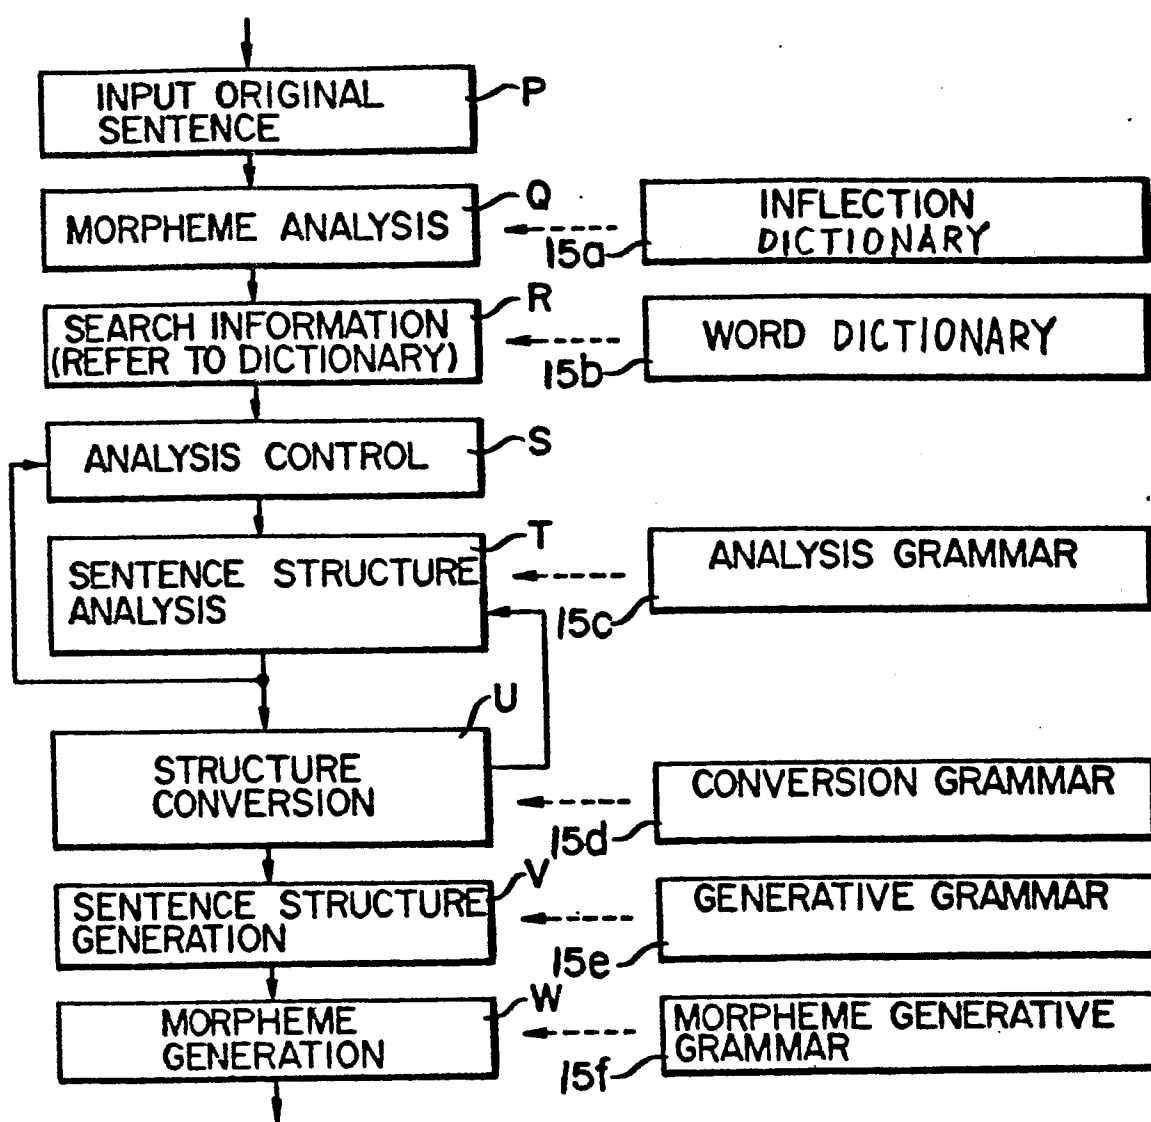 INPUT ORIGINAL
SENTENCE
P
MORPHEME ANALYSIS
Q
15a
INFLECTION
DICTIONARY
SEARCH INFORMATION
(REFER TO DICTIONARY)
R
15b
WORD DICTIONARY
ANALYSIS CONTROL
S
SENTENCE STRUCTURE
ANALYSIS
T
15c
ANALYSIS GRAMMAR
STRUCTURE
CONVERSION
U
15d
CONVERSION GRAMMAR
SENTENCE STRUCTURE
GENERATION
V
15e
GENERATIVE GRAMMAR
MORPHEME
GENERATION
W
15f
MORPHEME GENERATIVE
GRAMMAR